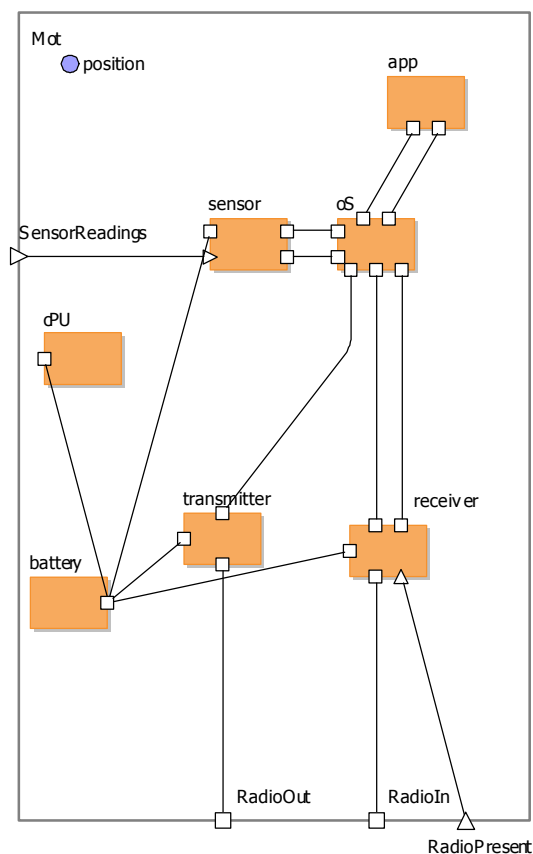 Mot
position
app
sensor
oS
SensorReadings
cPU
transmitter
receiver
battery
RadioOut
RadioIn
RadioPresent